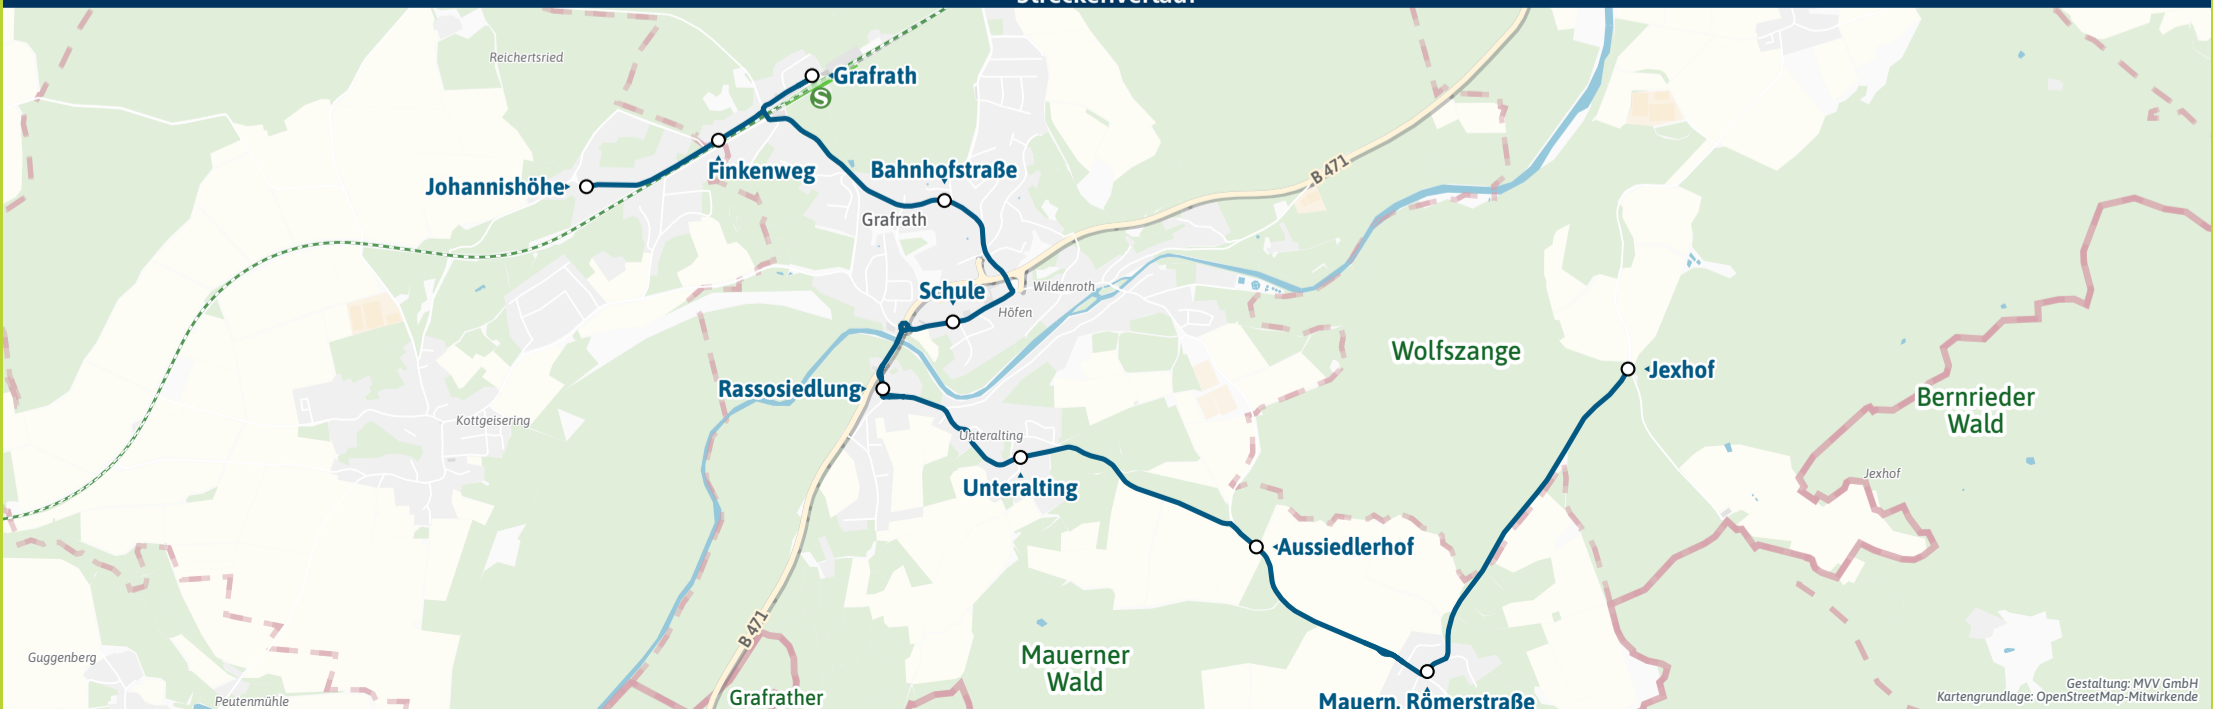 Streckenverlauf
Reichertsried
Grafrath
S
Finkenweg
Bahnhofstraße
Johannishöhe
Grafrath
B 471
Schule
Wildenroth
Höfen
Wolfszange
Jexhof
Rassosiedlung
Bernrieder
Wald
Kottgeisering
Unteralting
Jexhof
Unteralting
Aussiedlerhof
B 471
Guggenberg
Mauerner
Wald
Gestaltung: MVV GmbH
Kartengrundlage: OpenStreetMap-Mitwirkende
Peutenmühle
Grafrather
Mauern, Römerstraße